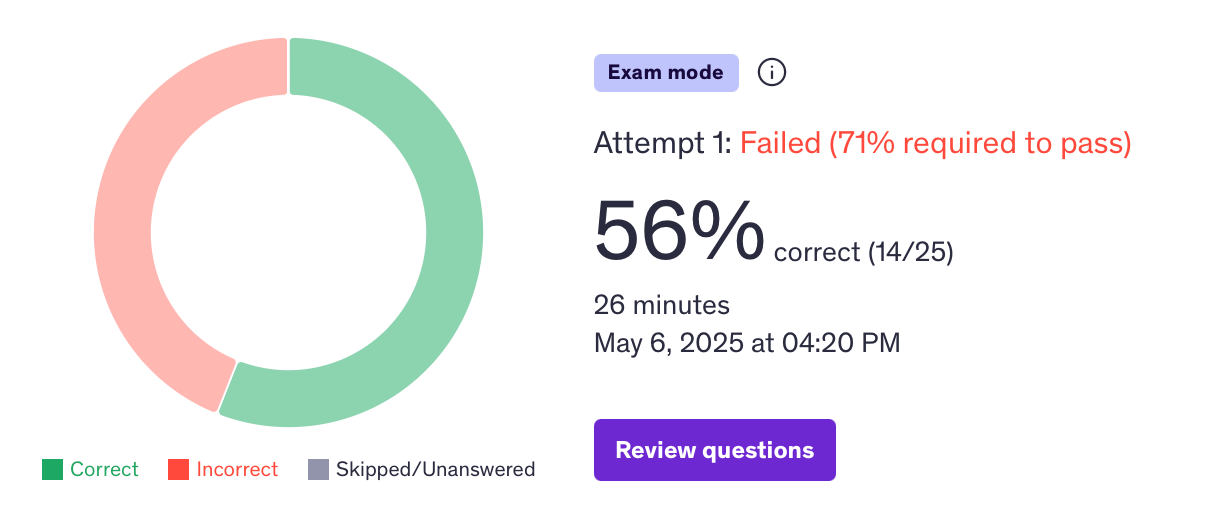 Exam mode
Attempt 1: Failed (71% required to pass)
56% correct (14/25)
26 minutes
May 6, 2025 at 04:20 PM
Review questions
Correct Incorrect Skipped/Unanswered